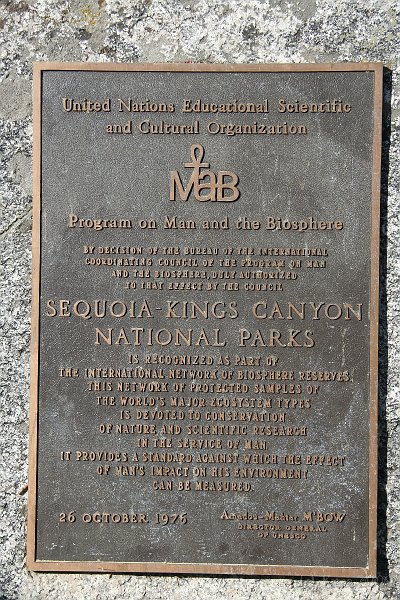 United Nations Educational Scientific
and Cultural Organization
MaB
Program on Man and the Biosphere
BY DECISION OF THE BUREAU OF THE INTERNATIONAL
COORDINATING COUNCIL OF THE PROGRAM ON MAN
AND THE BIOSPHERE, DULY AUTHORIZED
TO THAT EFFECT BY THE COUNCIL
SEQUOIA-KINGS CANYON
NATIONAL PARKS
IS RECOGNIZED AS PART OF
THE INTERNATIONAL NETWORK OF BIOSPHERE RESERVES.
THIS NETWORK OF PROTECTED SAMPLES OF
THE WORLD'S MAJOR ECOSYSTEM TYPES
IS DEVOTED TO CONSERVATION
OF NATURE AND SCIENTIFIC RESEARCH
IN THE SERVICE OF MAN.
IT PROVIDES A STANDARD AGAINST WHICH THE EFFECT
OF MAN'S IMPACT ON HIS ENVIRONMENT
CAN BE MEASURED.
26 OCTOBER 1976
Amadou-Mahtar M'BOW
DIRECTOR GENERAL
OF UNESCO